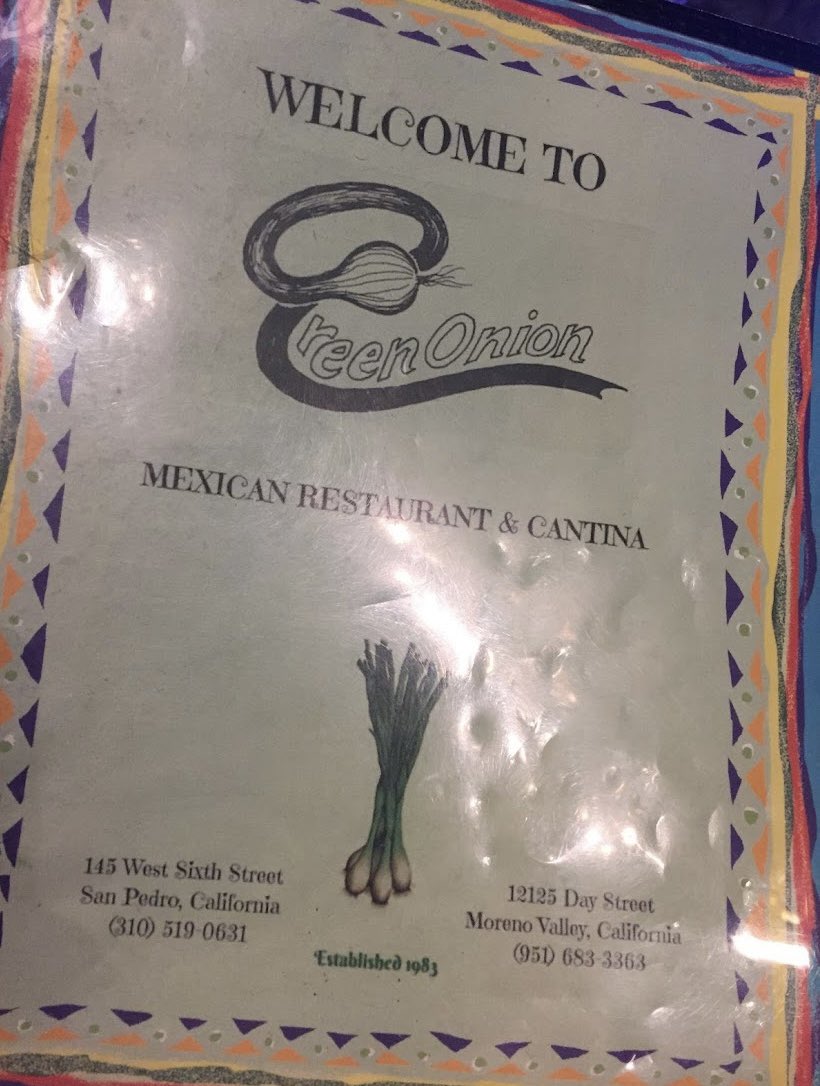 WELCOME TO
Green Onion
MEXICAN RESTAURANT & CANTINA
145 West Sixth Street
San Pedro, California
(310) 519-0631
12125 Day Street
Moreno Valley, California
(951) 683-3363
Established 1983